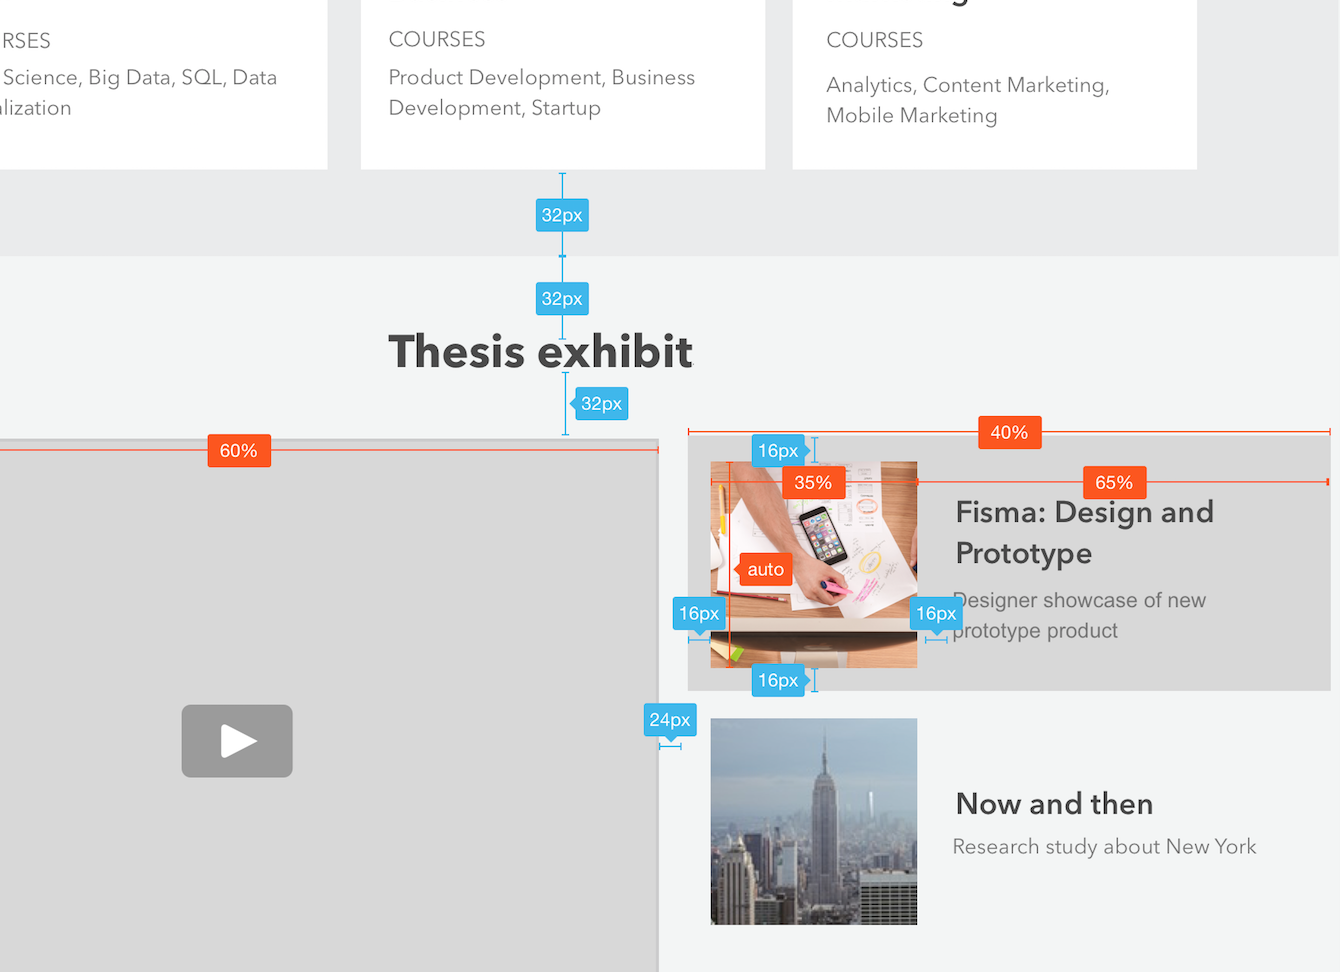 RSES
Science, Big Data, SQL, Data
lization
COURSES
Product Development, Business
Development, Startup
COURSES
Analytics, Content Marketing,
Mobile Marketing
32px
32px
Thesis exhibit
32px
60%
40%
16px
35%
65%
Fisma: Design and
Prototype
auto
16px
16px
Designer showcase of new
prototype product
16px
24px
Now and then
Research study about New York